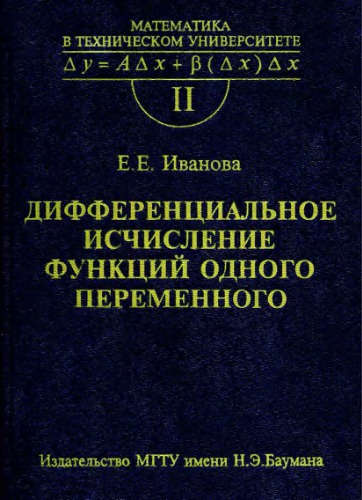 МАТЕМАТИКА
В ТЕХНИЧЕСКОМ УНИВЕРСИТЕТЕ
Δy=AΔx+β(Δx)Δx
II
Е.Е. Иванова
ДИФФЕРЕНЦИАЛЬНОЕ
ИСЧИСЛЕНИЕ
ФУНКЦИЙ ОДНОГО
ПЕРЕМЕННОГО
Издательство МГТУ имени Н.Э.Баумана